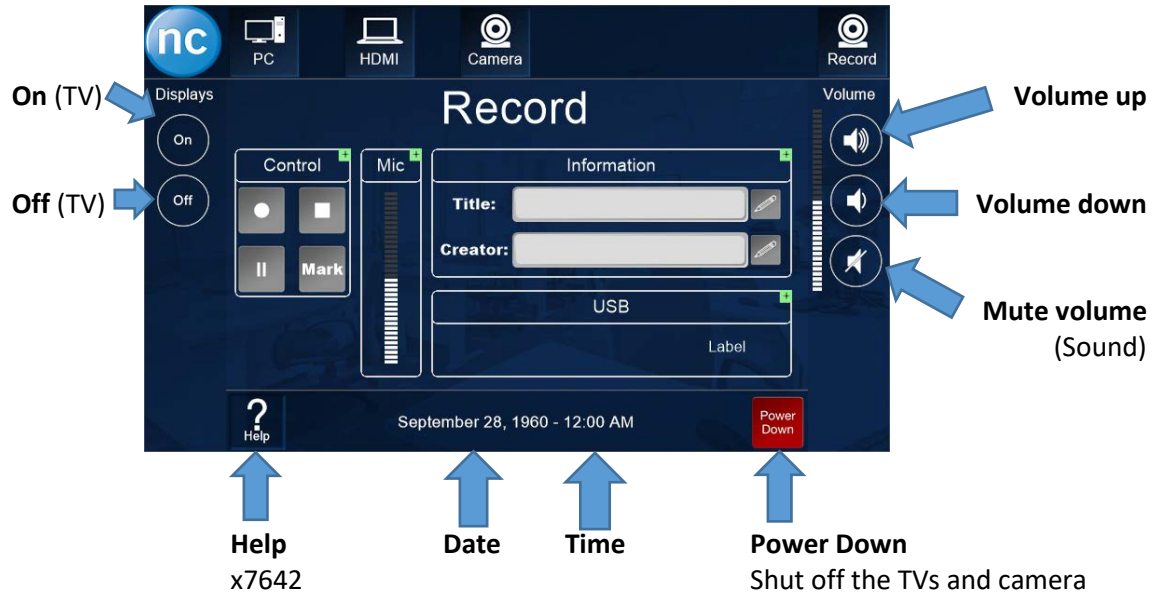 nc
PC
HDMI
Camera
Record
On (TV)
Displays
On
Off (TV)
Off
Record
Control
Mark
Mic
Information
Title:
Creator:
USB
Label
Volume
Volume up
Volume down
Mute volume
(Sound)
?
Help
September 28, 1960 - 12:00 AM
Power
Down
Help
x7642
Date
Time
Power Down
Shut off the TVs and camera